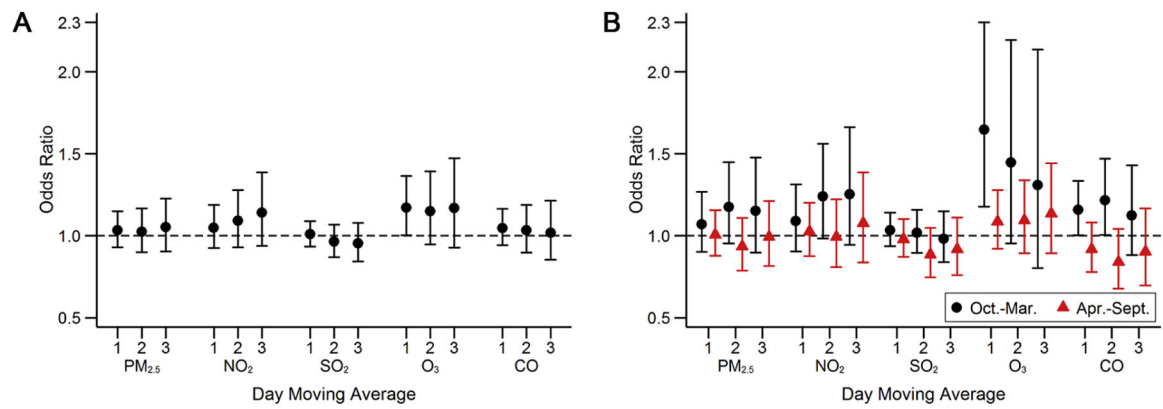 A
Odds Ratio
2.3
2.0
1.5
1.0
0.5
1 2 3 1 2 3 1 2 3 1 2 3 1 2 3
PM2.5 NO2 SO2 O3 CO
Day Moving Average
B
Odds Ratio
2.3
2.0
1.5
1.0
0.5
Oct.-Mar. Apr.-Sept.
1 2 3 1 2 3 1 2 3 1 2 3 1 2 3
PM2.5 NO2 SO2 O3 CO
Day Moving Average